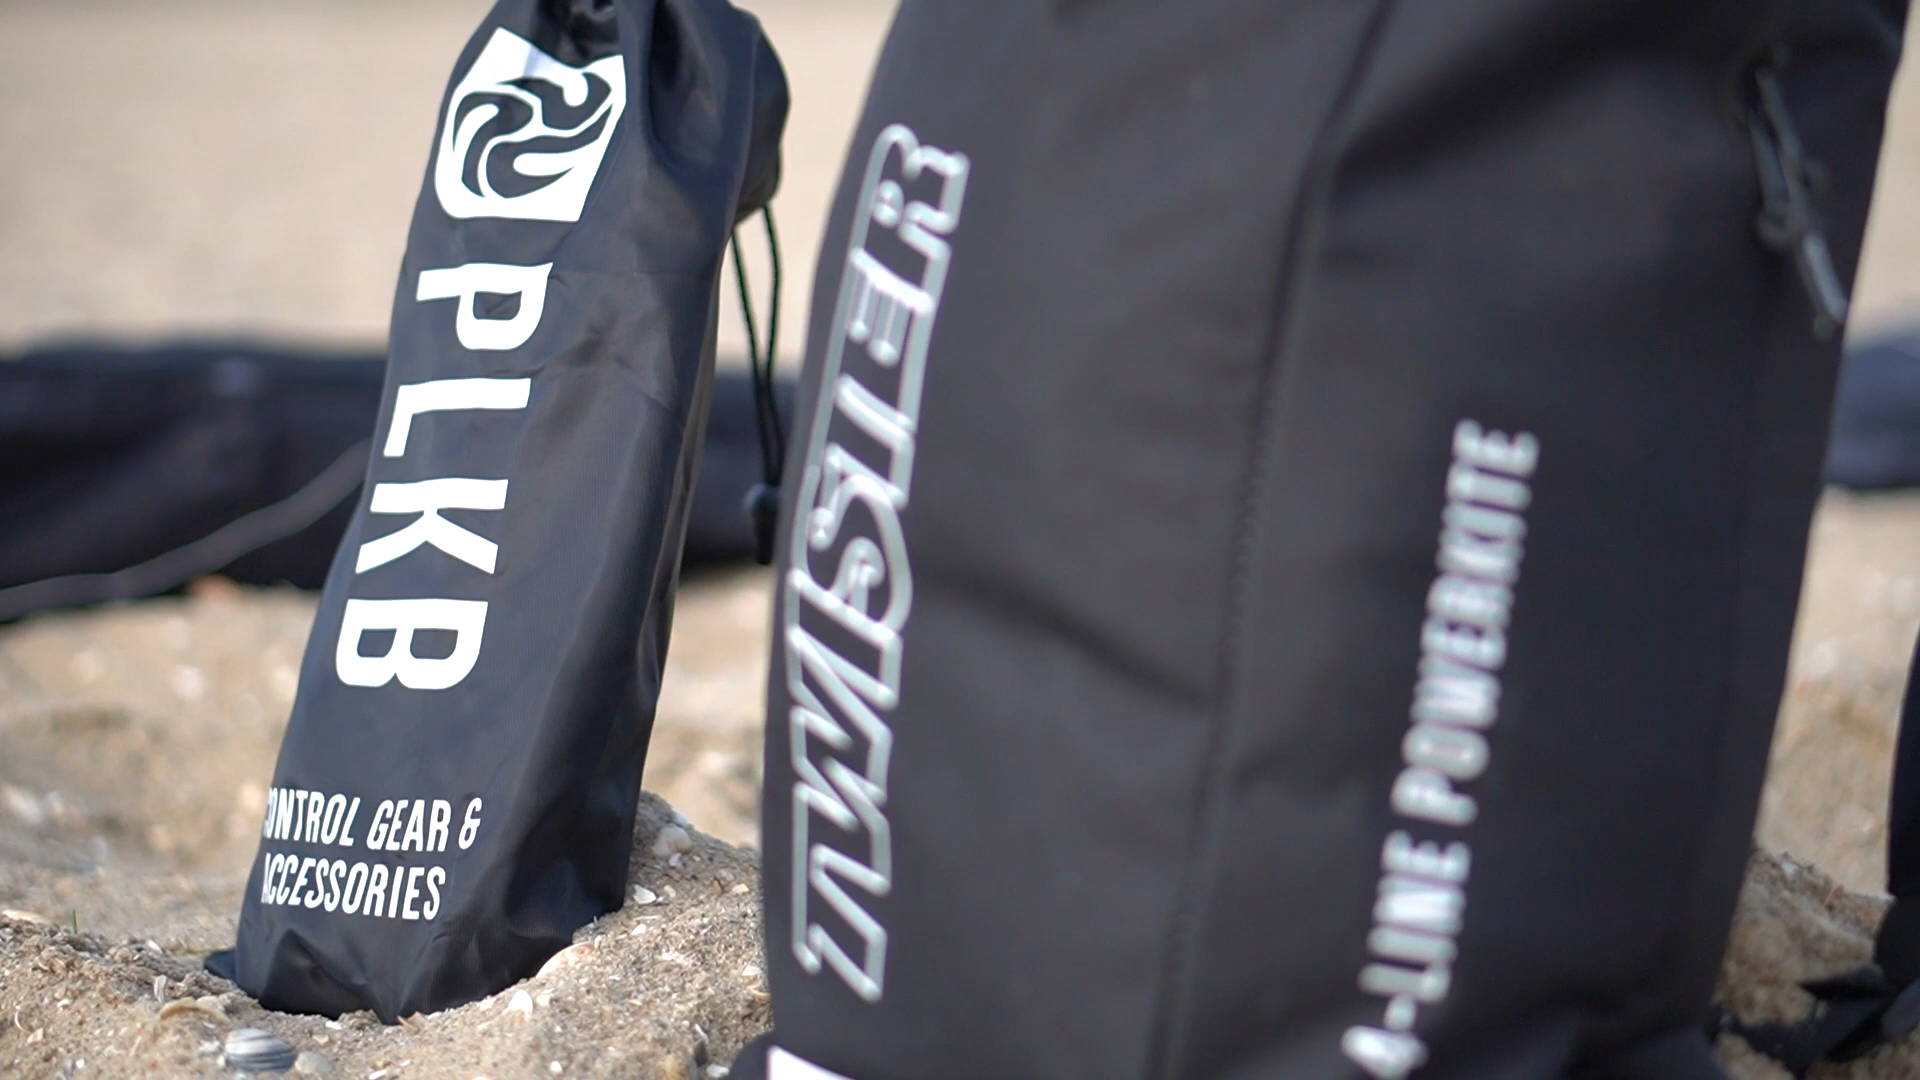 PLKB
CONTROL GEAR &
ACCESSORIES
TWISTER
4-LINE POWERKITE